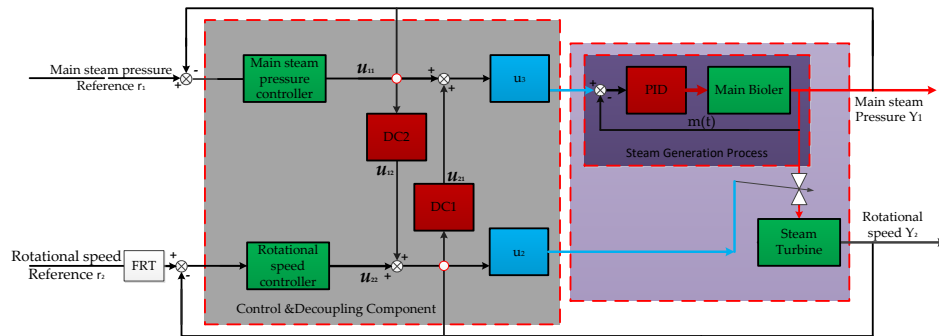 Main steam pressure
Reference r1
-
+
Main steam
pressure
controller
u11
+
+
u3
+
-
PID
Main Bioler
m(t)
Steam Generation Process
Main steam
Pressure Y1
DC2
u12
u21
DC1
Rotational speed
Reference r2
FRT
+
-
Rotational
speed
controller
u22
+
+
u2
Steam
Turbine
Rotational
speed Y2
Control &Decoupling Component